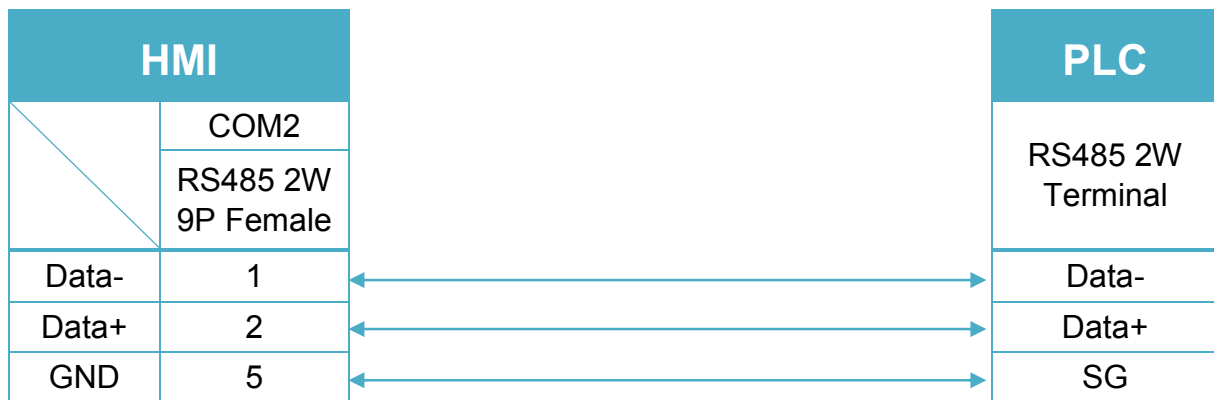 HMI
PLC
COM2
RS485 2W
9P Female
RS485 2W
Terminal
Data-
1
Data-
Data+
2
Data+
GND
5
SG